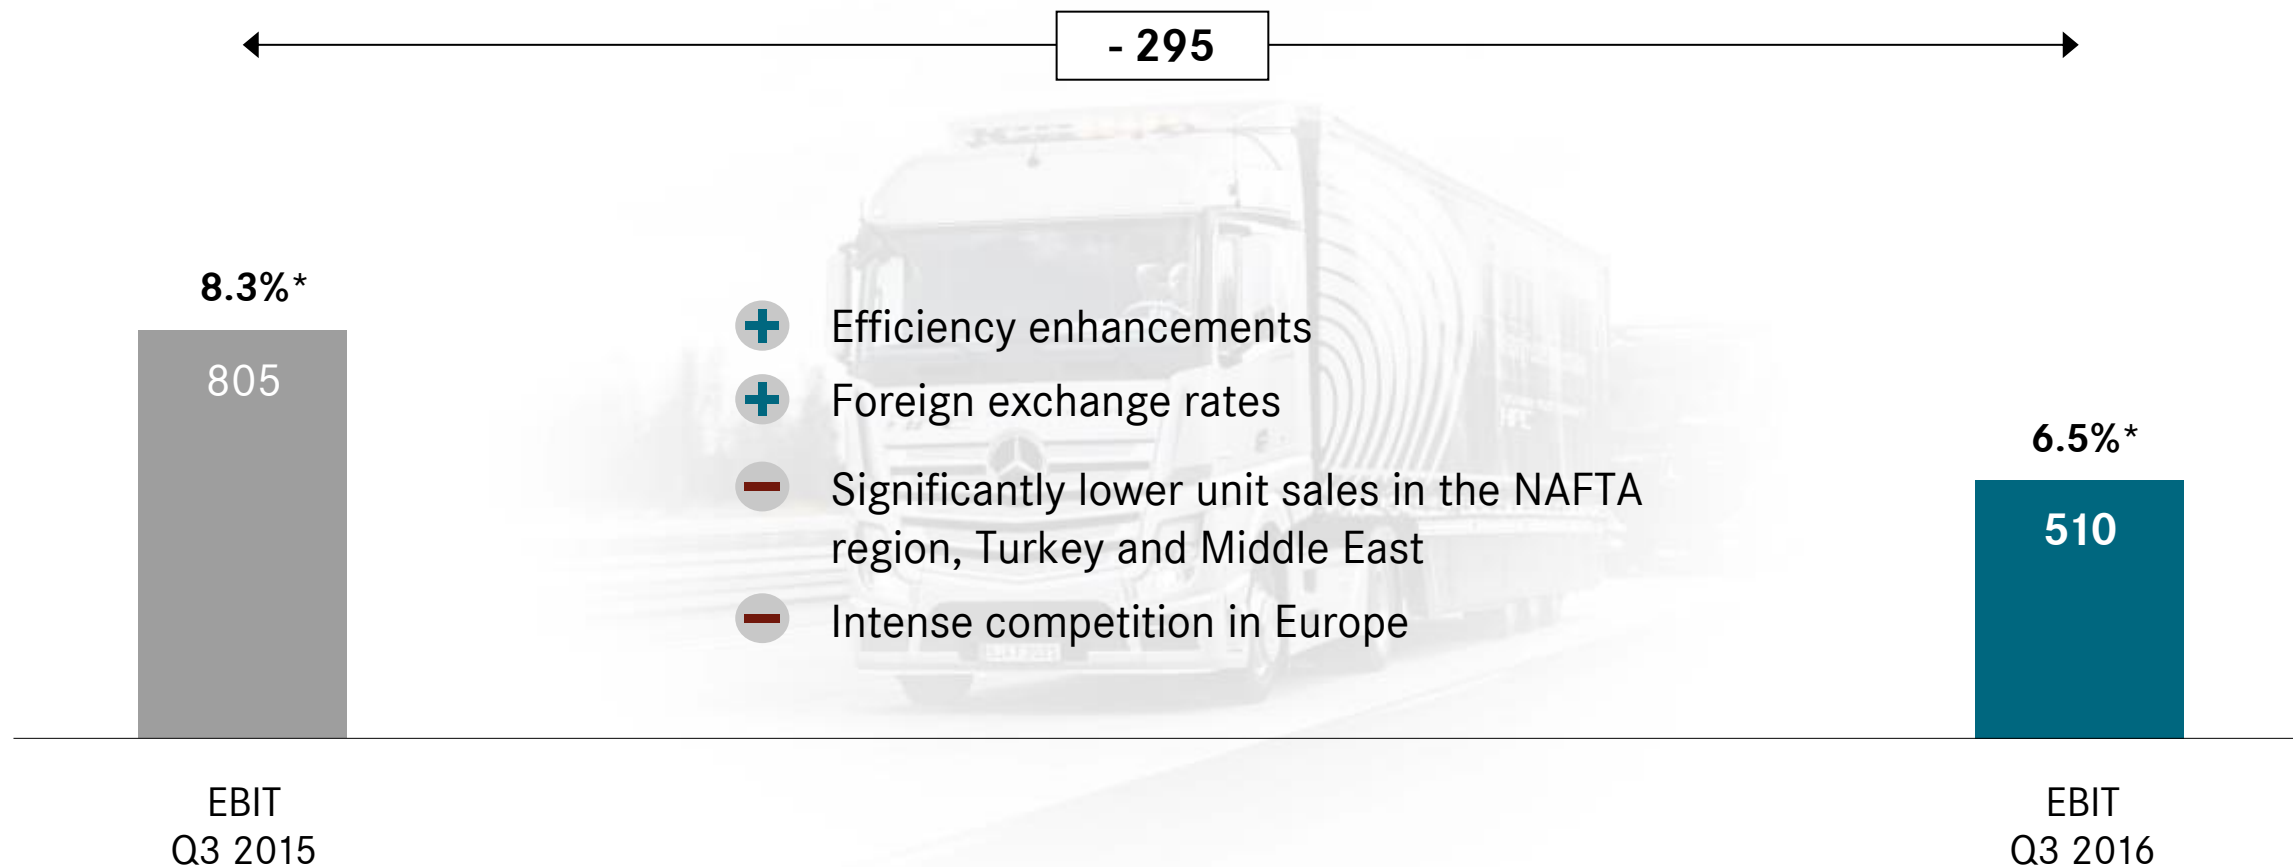 - 295
8.3%*
805
Efficiency enhancements
Foreign exchange rates
Significantly lower unit sales in the NAFTA
region, Turkey and Middle East
Intense competition in Europe
6.5%*
510
EBIT
Q3 2015
EBIT
Q3 2016